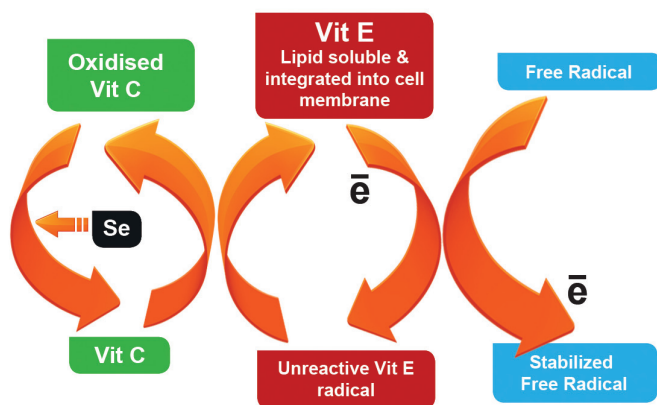 Oxidised
Vit C
Vit E
Lipid soluble &
integrated into cell
membrane
Free Radical
Se
ē
ē
Vit C
Unreactive Vit E
radical
Stabilized
Free Radical